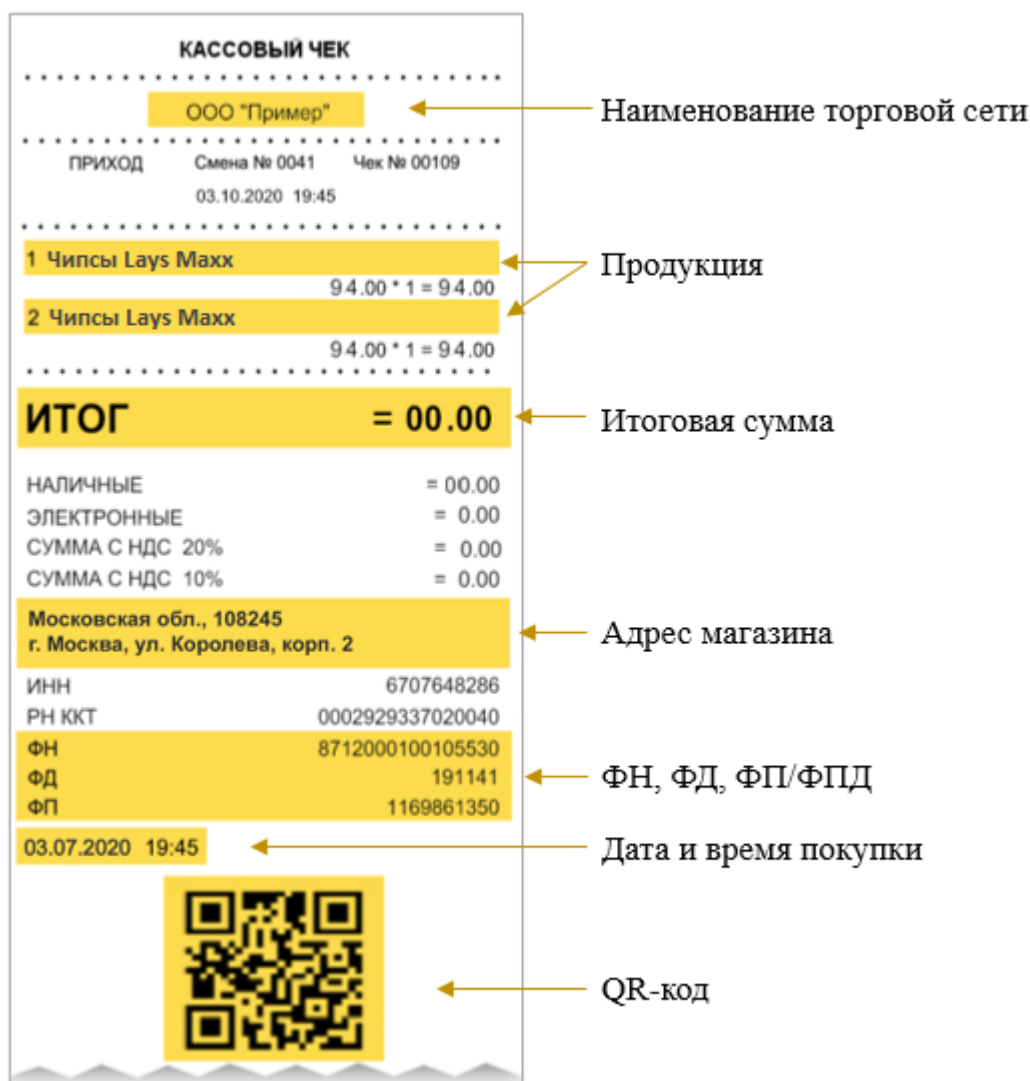 КАССОВЫЙ ЧЕК
ООО "Пример"
Наименование торговой сети
ПРИХОД Смена № 0041 Чек № 00109
03.10.2020 19:45
1 Чипсы Lays Maxx
Продукция
94.00 * 1 = 94.00
2 Чипсы Lays Maxx
94.00 * 1 = 94.00
ИТОГ = 00.00
Итоговая сумма
НАЛИЧНЫЕ = 00.00
ЭЛЕКТРОННЫЕ = 0.00
СУММА С НДС 20% = 0.00
СУММА С НДС 10% = 0.00
Московская обл., 108245
г. Москва, ул. Королева, корп. 2
Адрес магазина
ИНН 6707648286
РН ККТ 0002929337020040
ФН 8712000100105530
ФД 191141
ФН, ФД, ФП/ФПД
ФП 1169861350
03.07.2020 19:45
Дата и время покупки
QR-код